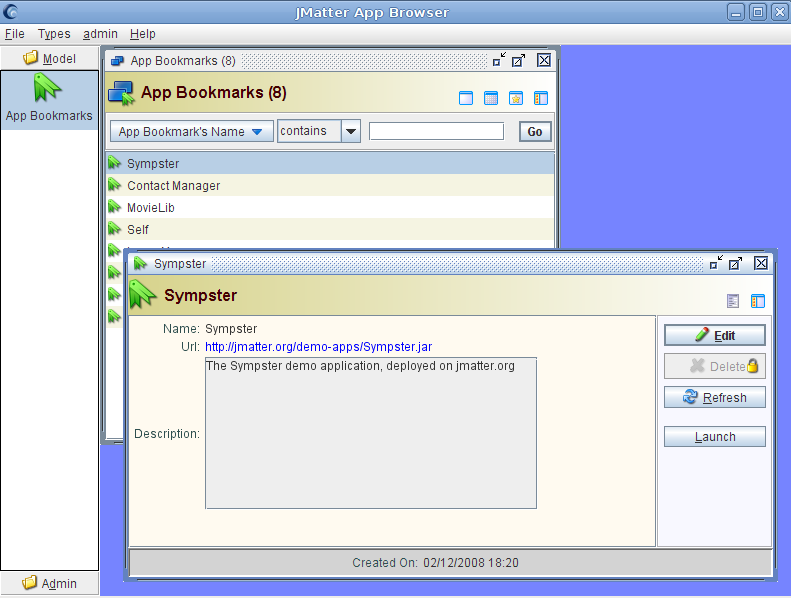 JMatter App Browser
File Types admin Help
Model
App Bookmarks
App Bookmarks (8)
App Bookmarks (8)
App Bookmark's Name contains Go
Sympster
Contact Manager
MovieLib
Self
Sympster
Sympster
Name: Sympster
Url: http://jmatter.org/demo-apps/Sympster.jar
Description: The Sympster demo application, deployed on jmatter.org
Edit
Delete
Refresh
Launch
Created On: 02/12/2008 18:20
Admin